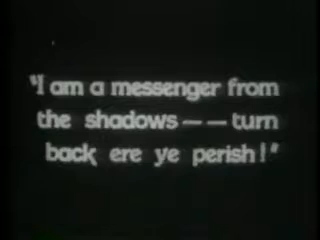 "I am a messenger from
the shadows -- turn
back ere ye perish!"